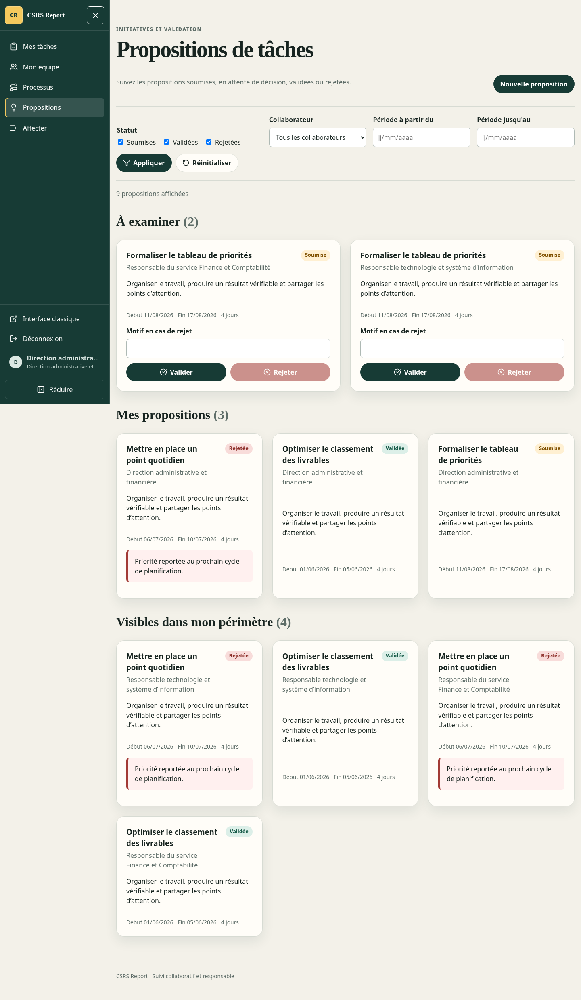 CR
CSRS Report
Mes tâches
Mon équipe
Processus
Propositions
Affecter
Interface classique
Déconnexion
D
Direction administra...
Direction administrative et ...
Réduire
INITIATIVES ET VALIDATION
Propositions de tâches
Suivez les propositions soumises, en attente de décision, validées ou rejetées.
Nouvelle proposition
Statut
Soumises
Validées
Rejetées
Collaborateur
Tous les collaborateurs
Période à partir du
jj/mm/aaaa
Période jusqu'au
jj/mm/aaaa
Appliquer
Réinitialiser
9 propositions affichées
À examiner (2)
Formaliser le tableau de priorités
Soumise
Responsable du service Finance et Comptabilité
Organiser le travail, produire un résultat vérifiable et partager les
points d’attention.
Début 11/08/2026 Fin 17/08/2026 4 jours
Motif en cas de rejet
Valider
Rejeter
Formaliser le tableau de priorités
Soumise
Responsable technologie et système d’information
Organiser le travail, produire un résultat vérifiable et partager les
points d’attention.
Début 11/08/2026 Fin 17/08/2026 4 jours
Motif en cas de rejet
Valider
Rejeter
Mes propositions (3)
Mettre en place un
point quotidien
Rejetée
Direction administrative et
financière
Organiser le travail, produire un résultat
vérifiable et partager les points
d’attention.
Début 06/07/2026 Fin 10/07/2026 4 jours
Priorité reportée au prochain cycle
de planification.
Optimiser le classement
des livrables
Validée
Direction administrative et
financière
Organiser le travail, produire un résultat
vérifiable et partager les points
d’attention.
Début 01/06/2026 Fin 05/06/2026 4 jours
Formaliser le tableau
de priorités
Soumise
Direction administrative et
financière
Organiser le travail, produire un résultat
vérifiable et partager les points
d’attention.
Début 11/08/2026 Fin 17/08/2026 4 jours
Visibles dans mon périmètre (4)
Mettre en place un
point quotidien
Rejetée
Responsable technologie et
système d’information
Organiser le travail, produire un résultat
vérifiable et partager les points
d’attention.
Début 06/07/2026 Fin 10/07/2026 4 jours
Priorité reportée au prochain cycle
de planification.
Optimiser le classement
des livrables
Validée
Responsable technologie et
système d’information
Organiser le travail, produire un résultat
vérifiable et partager les points
d’attention.
Début 01/06/2026 Fin 05/06/2026 4 jours
Mettre en place un
point quotidien
Rejetée
Responsable du service
Finance et Comptabilité
Organiser le travail, produire un résultat
vérifiable et partager les points
d’attention.
Début 06/07/2026 Fin 10/07/2026 4 jours
Priorité reportée au prochain cycle
de planification.
Optimiser le classement
des livrables
Validée
Responsable du service
Finance et Comptabilité
Organiser le travail, produire un résultat
vérifiable et partager les points
d’attention.
Début 01/06/2026 Fin 05/06/2026 4 jours
CSRS Report · Suivi collaboratif et responsable